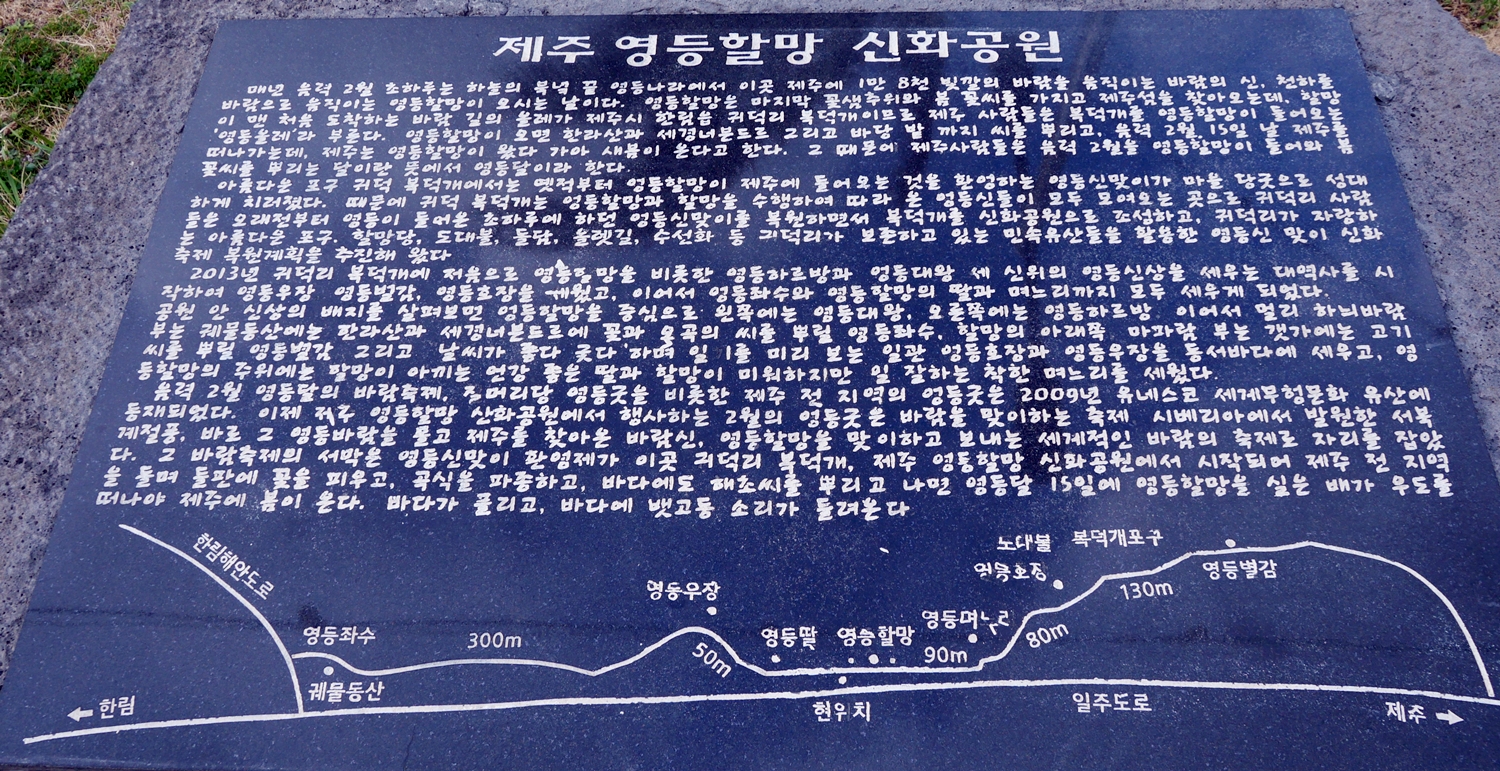 제주 영등할망 신화공원
매년 음력 2월 초하루는 하늘의 북녘 끝 영등나라에서 이곳 제주에 1만 8천 빛깔의 바람을 움직이는 바람의 신, 천하를
바람으로 움직이는 영등할망이 오시는 날이다. 영등할망은 마지막 꽃샘추위와 봄 꽃씨를 가지고 제주섬을 찾아오는데, 할망
이 맨 처음 도착하는 바람 길의 올레가 제주시 한림읍 귀덕리 복덕개이므로 제주 사람들은 복덕개를 영등할망이 들어오는
'영등올레'라 부른다. 영등할망이 오면 한라산과 세경너븐드르 그리고 바당 밭 까지 씨를 뿌리고, 음력 2월 15일 날 제주를
떠나가는데, 제주는 영등할망이 왔다 가야 새봄이 온다고 한다. 그 때문에 제주사람들은 음력 2월을 영등할망이 들어와 봄
꽃씨를 뿌리는 달이란 뜻에서 영등달이라 한다.
아름다운 포구 귀덕 복덕개에서는 옛적부터 영등할망이 제주에 들어오는 것을 환영하는 영등신맞이가 마을 당굿으로 성대
하게 치러졌다. 때문에 귀덕 복덕개는 영등할망과 할망을 수행하여 따라 온 영등신들이 모두 모여오는 곳으로 귀덕리 사람
들은 오래전부터 영등이 들어온 초하루에 하던 영등신맞이를 복원하면서 복덕개를 신화공원으로 조성하고, 귀덕리가 자랑하
는 아름다운 포구, 할망당, 도대불, 돌담, 올렛길, 수선화 등 귀덕리가 보존하고 있는 민속유산들을 활용한 영등신 맞이 신화
축제 복원계획을 추진해 왔다
2013년 귀덕리 복덕개에 처음으로 영등할망을 비롯한 영등하르방과 영등대왕 세 신위의 영등신상을 세우는 대역사를 시
작하여 영등우장 영등별감, 영등호장을 세웠고, 이어서 영등좌수와 영등할망의 딸과 며느리까지 모두 세우게 되었다.
공원 안 신상의 배치를 살펴보면 영등할망을 중심으로 왼쪽에는 영등대왕, 오른쪽에는 영등하르방 이어서 멀리 하늬바람
부는 궤물동산에는 한라산과 세경너븐드르에 꽃과 오곡의 씨를 뿌릴 영등좌수, 할망의 아래쪽 마파람 부는 갯가에는 고기
씨를 뿌릴 영등별감 그리고 날씨가 좋다 궂다 하며 일기를 미리 보는 일관 영등호장과 영등우장을 동서바다에 세우고, 영
등할망의 주위에는 할망이 아끼는 연강 좋은 딸과 할망이 미워하지만 일 잘하는 착한 며느리를 세웠다.
음력 2월 영등달의 바람축제, 칠머리당 영등굿을 비롯한 제주 전 지역의 영등굿은 2009년 유네스코 세계무형문화 유산에
등재되었다. 이제 제주 영등할망 신화공원에서 행사하는 2월의 영등굿은 바람을 맞이하는 축제 시베리아에서 발원한 서북
계절풍, 바로 그 영등바람을 몰고 제주를 찾아온 바람신, 영등할망을 맞이하고 보내는 세계적인 바람의 축제로 자리를 잡았
다. 그 바람축제의 서막은 영등신맞이 환영제가 이곳 귀덕리 복덕개, 제주 영등할망 신화공원에서 시작되며 제주 전 지역
을 돌며 들판에 꽃을 피우고, 곡식을 파종하고, 바다에도 해초씨를 뿌리고 나면 영등달 15일에 영등할망을 실은 배가 우도를
떠나야 제주에 봄이 온다. 바다가 풀리고, 바다에 뱃고동 소리가 들려온다
한림해안도로
도대불 복덕개포구
영등호장
영등별감
영등우장
130m
영등좌수
300m
50m
영등딸
영등할망
영등며느리
90m
80m
궤물동산
← 한림
현위치
일주도로
제주 →